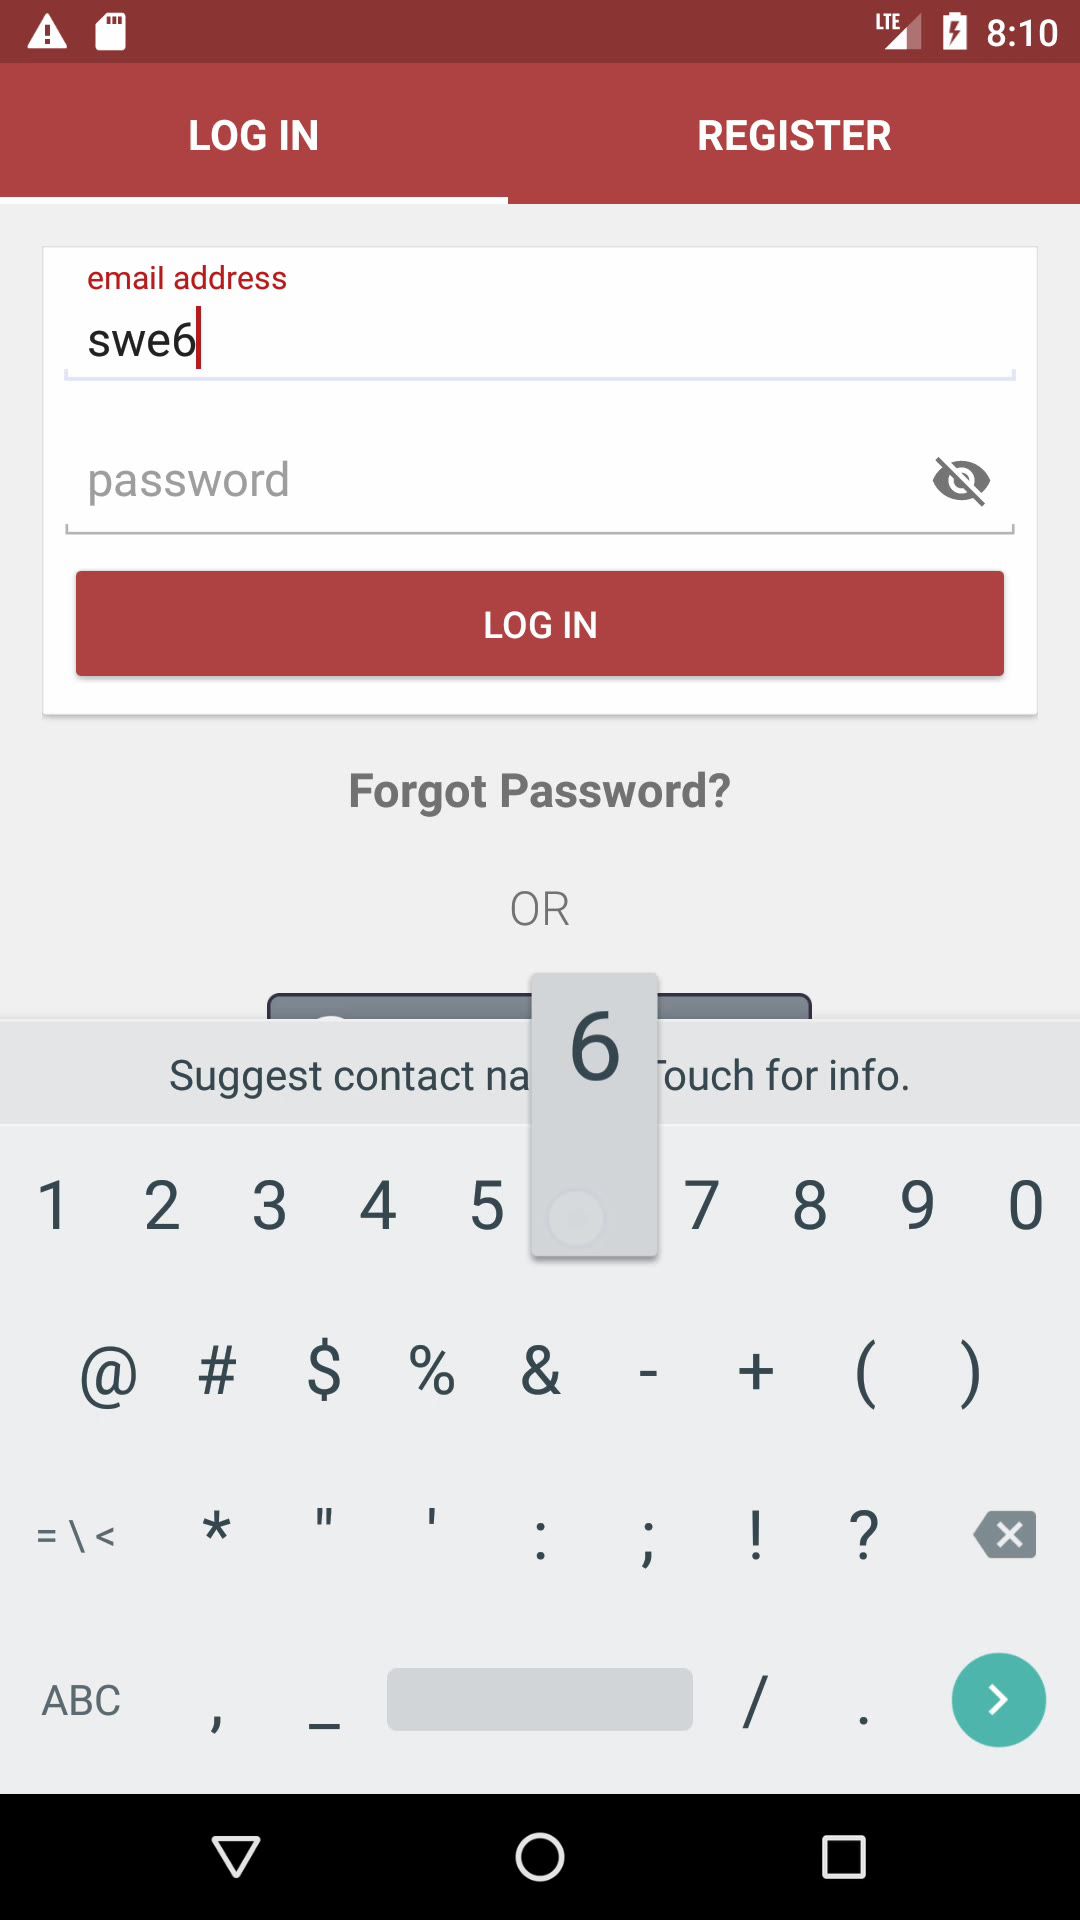 LTE 8:10
LOG IN REGISTER
email address
swe6
password
LOG IN
Forgot Password?
OR
6
Suggest contact na Touch for info.
1 2 3 4 5 7 8 9 0
@ # $ % & - + ( )
= \ < * " ' : ; ! ?
ABC , _ / .